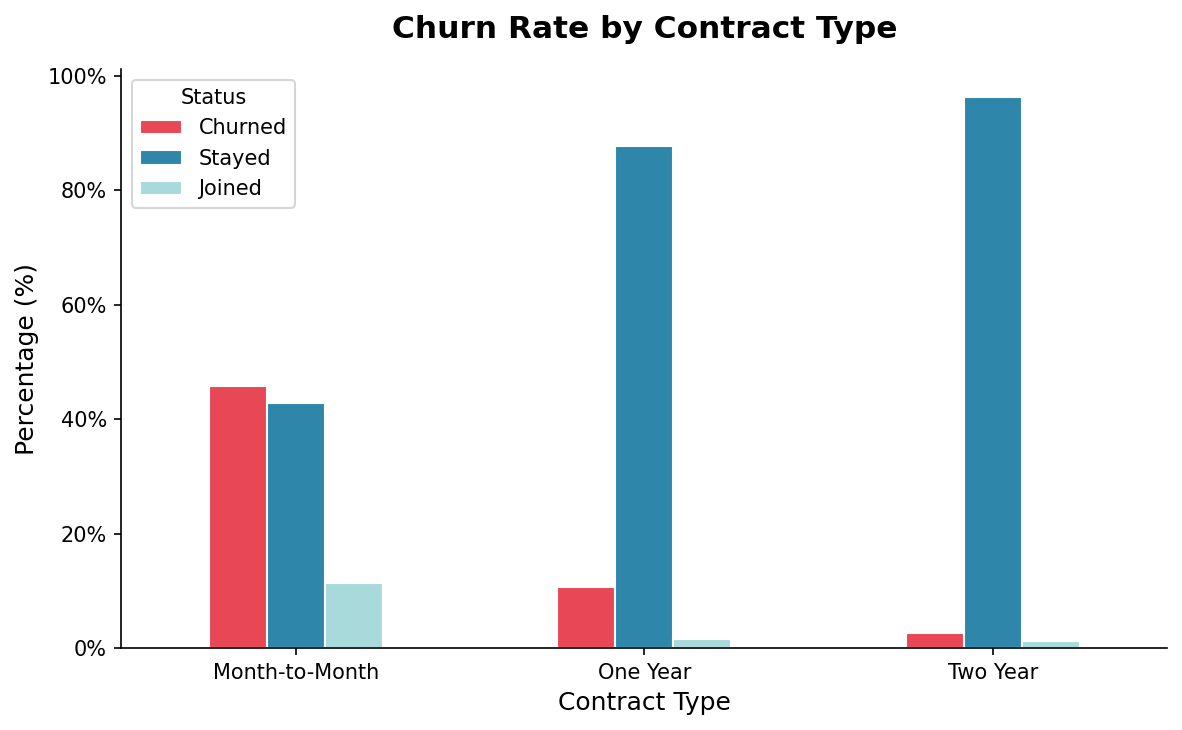 Churn Rate by Contract Type
100%
80%
60%
40%
20%
0%
Percentage (%)
Status
Churned
Stayed
Joined
Month-to-Month
One Year
Two Year
Contract Type